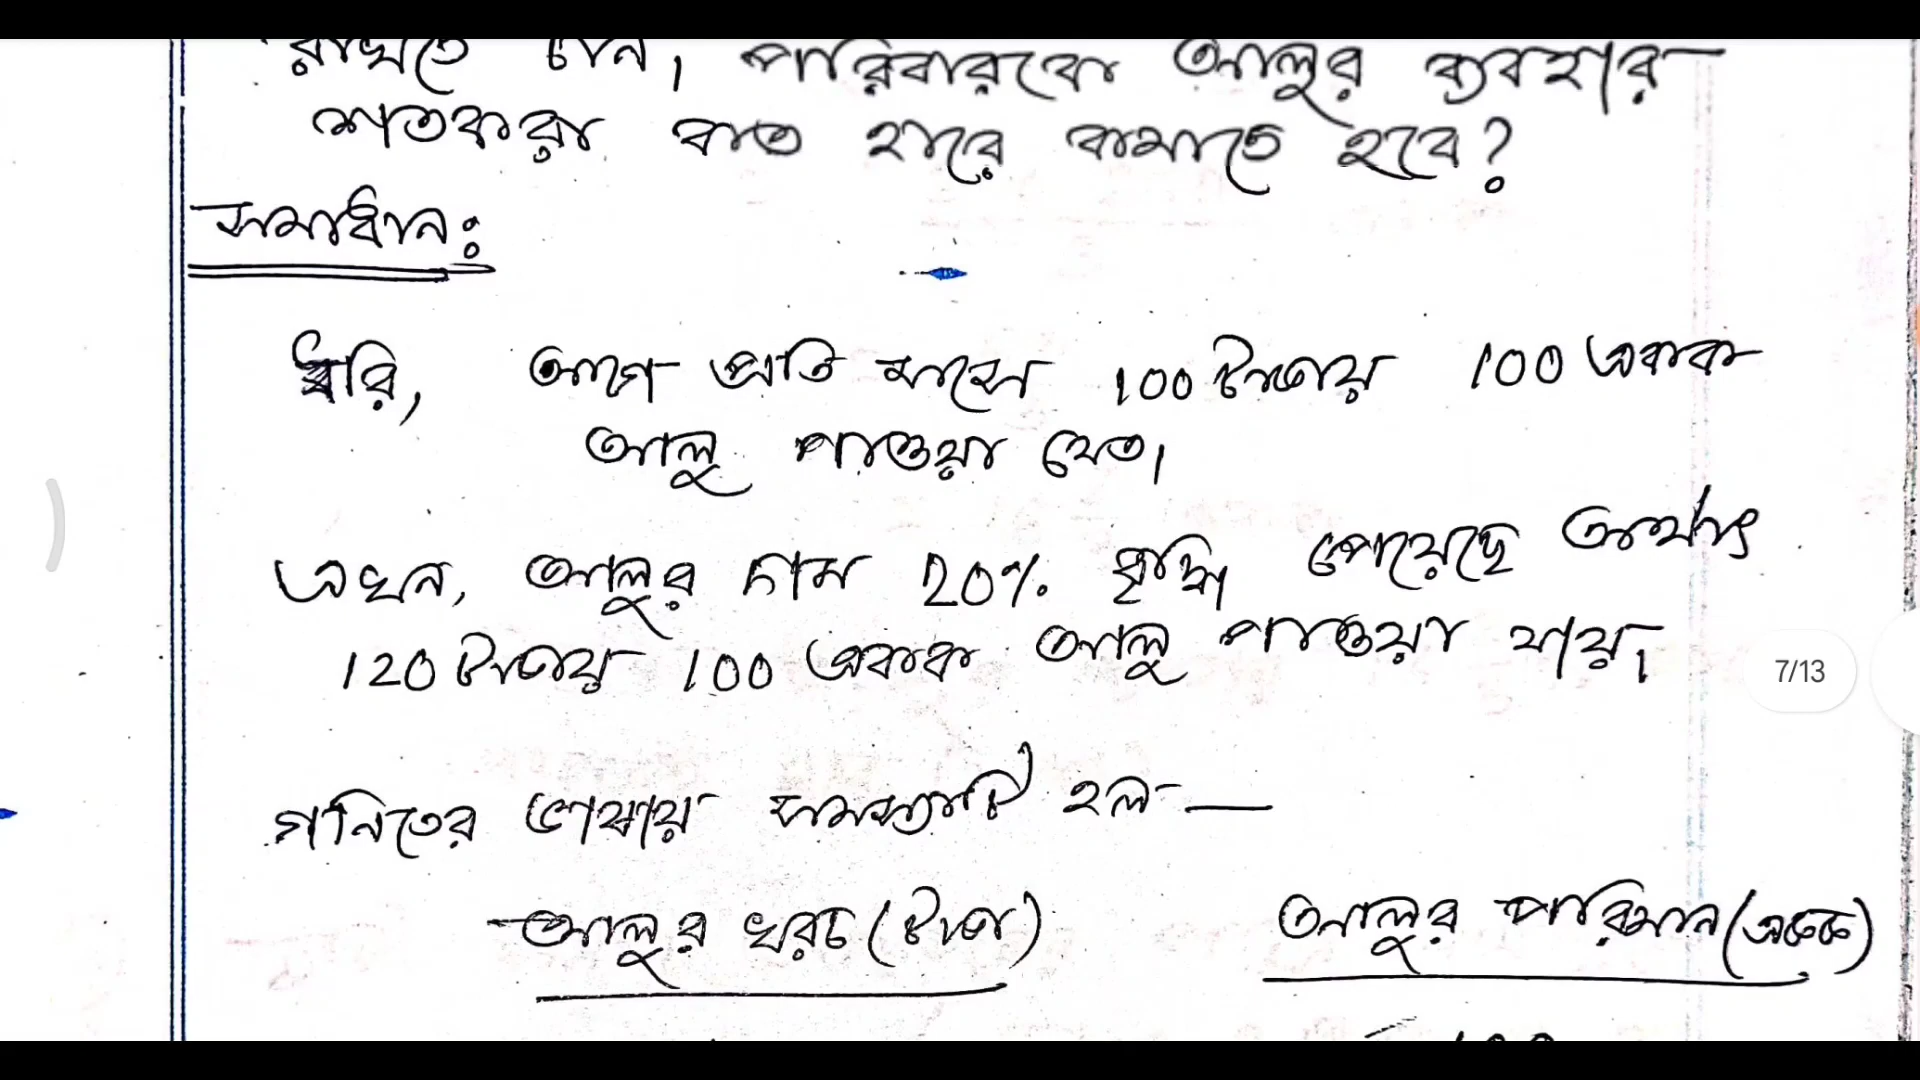 রাখতে চান। পরিবারকে আলুর ব্যবহার
শতকরা কত হারে কমাতে হবে?
সমাধান:
ধরি, আগে প্রতি মাসে 100 টাকায় 100 একক
আলু পাওয়া যেত।
এখন, আলুর দাম 20% বৃদ্ধি পেয়েছে অর্থাৎ
120 টাকায় 100 একক আলু পাওয়া যায়।
গনিতের ভাষায় সমস্যাটি হল —
আলুর খরচ (টাকা) আলুর পরিমান (একক)
7/13